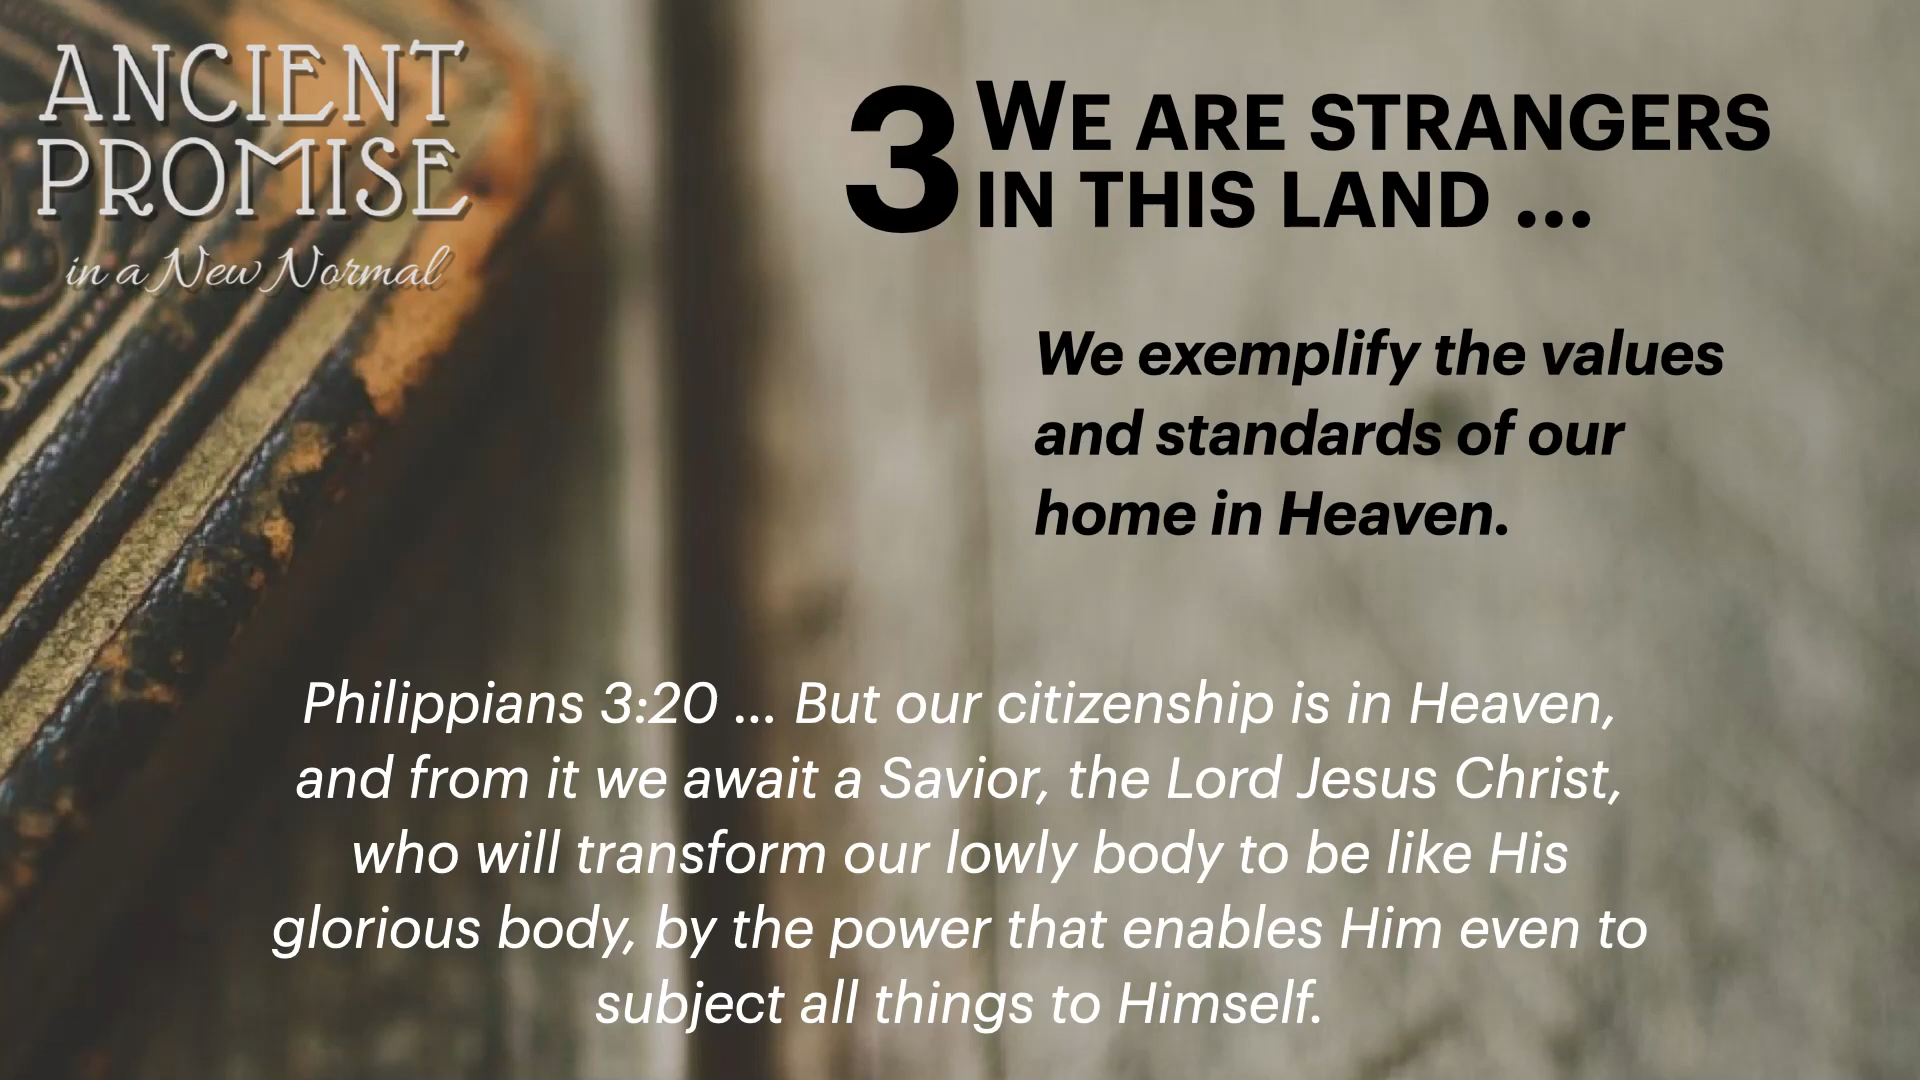 ANCIENT
PROMISE
in a New Normal
3 WE ARE STRANGERS
IN THIS LAND ...
We exemplify the values
and standards of our
home in Heaven.
Philippians 3:20 ... But our citizenship is in Heaven,
and from it we await a Savior, the Lord Jesus Christ,
who will transform our lowly body to be like His
glorious body, by the power that enables Him even to
subject all things to Himself.